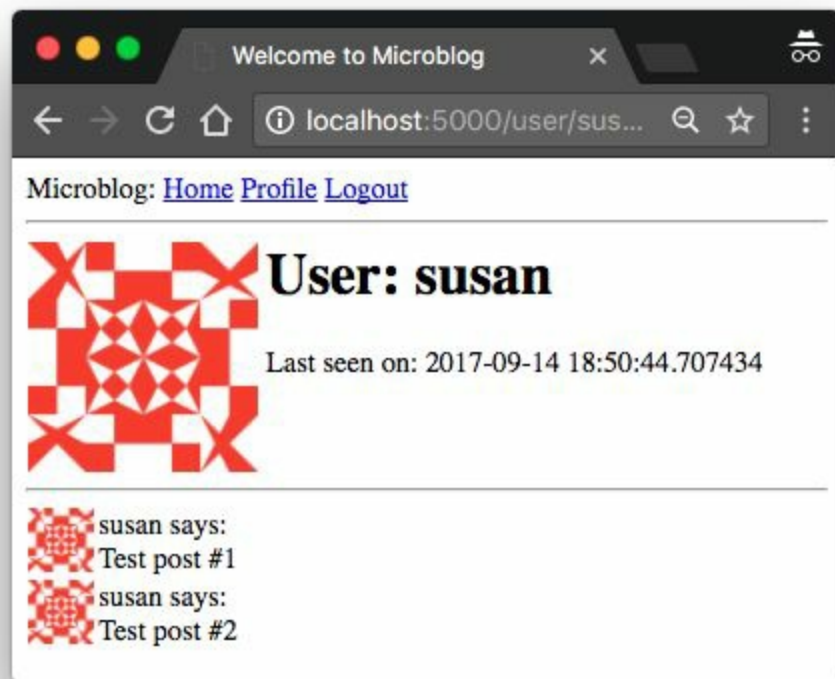 Welcome to Microblog
localhost:5000/user/sus...
Microblog: Home Profile Logout
User: susan
Last seen on: 2017-09-14 18:50:44.707434
susan says:
Test post #1
susan says:
Test post #2